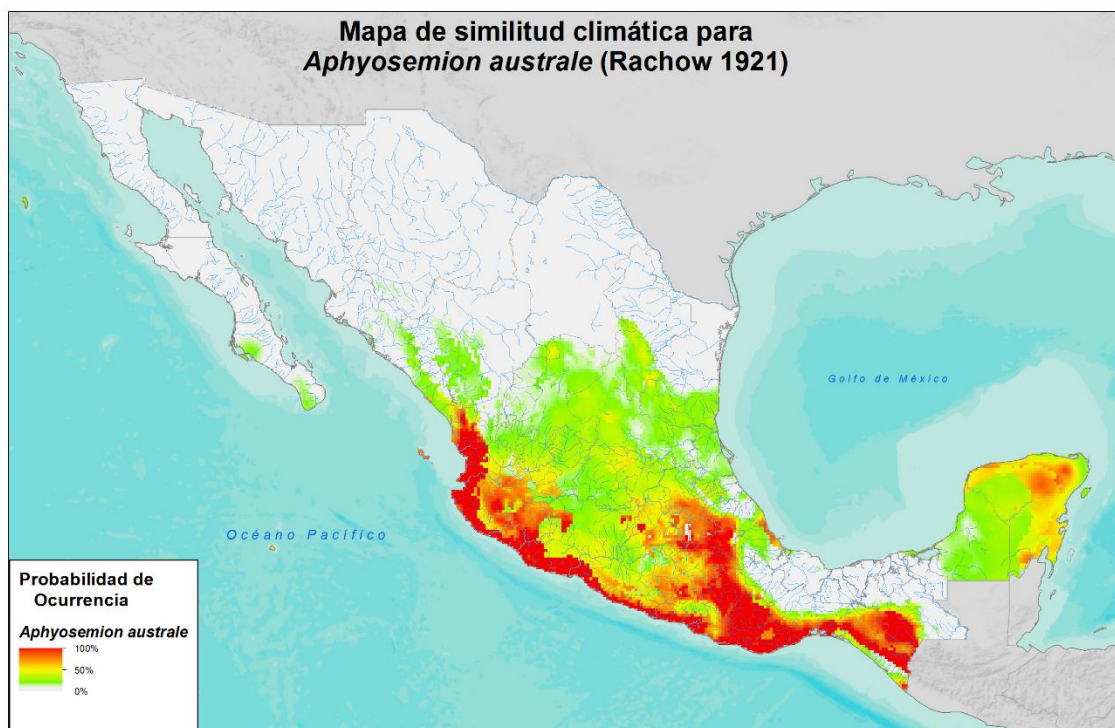 Mapa de similitud climática para
Aphyosemion australe (Rachow 1921)
Golfo de México
Océano Pacífico
Probabilidad de
Ocurrencia
Aphyosemion australe
100%
50%
0%